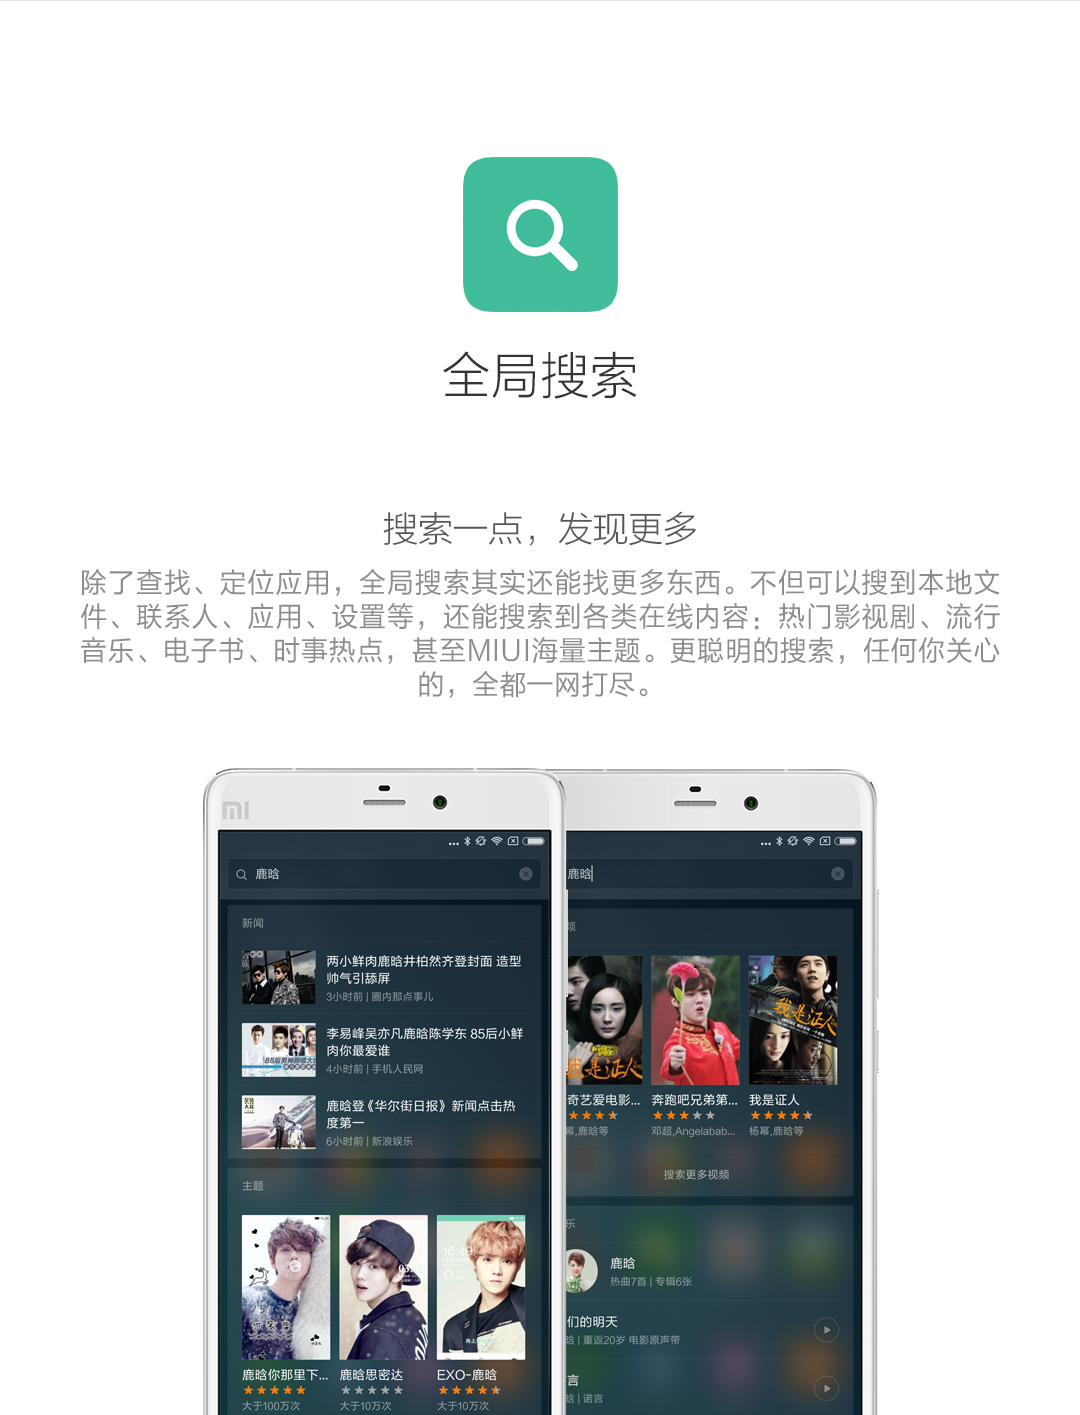 全局搜索
搜索一点，发现更多
除了查找、定位应用，全局搜索其实还能找更多东西。不但可以搜到本地文
件、联系人、应用、设置等，还能搜索到各类在线内容：热门影视剧、流行
音乐、电子书、时事热点，甚至MIUI海量主题。更聪明的搜索，任何你关心
的，全都一网打尽。
MI
鹿晗
新闻
两小鲜肉鹿晗井柏然齐登封面 造型
帅气引舔屏
3小时前 | 圈内那点事儿
李易峰吴亦凡鹿晗陈学东 85后小鲜
肉你最爱谁
4小时前 | 手机人民网
鹿晗登《华尔街日报》新闻点击热
度第一
6小时前 | 新浪娱乐
主题
16:49
鹿晗你那里下...
鹿晗思密达
EXO-鹿晗
大于100万次
大于10万次
大于10万次
鹿晗
频
我是证人
我是证人
奇艺爱电影...
奔跑吧兄弟第...
我是证人
幂,鹿晗等
邓超,Angelabab...
杨幂,鹿晗等
搜索更多视频
乐
鹿晗
热曲7首 | 专辑6张
们的明天
晗 | 重返20岁 电影原声带
言
晗 | 诺言